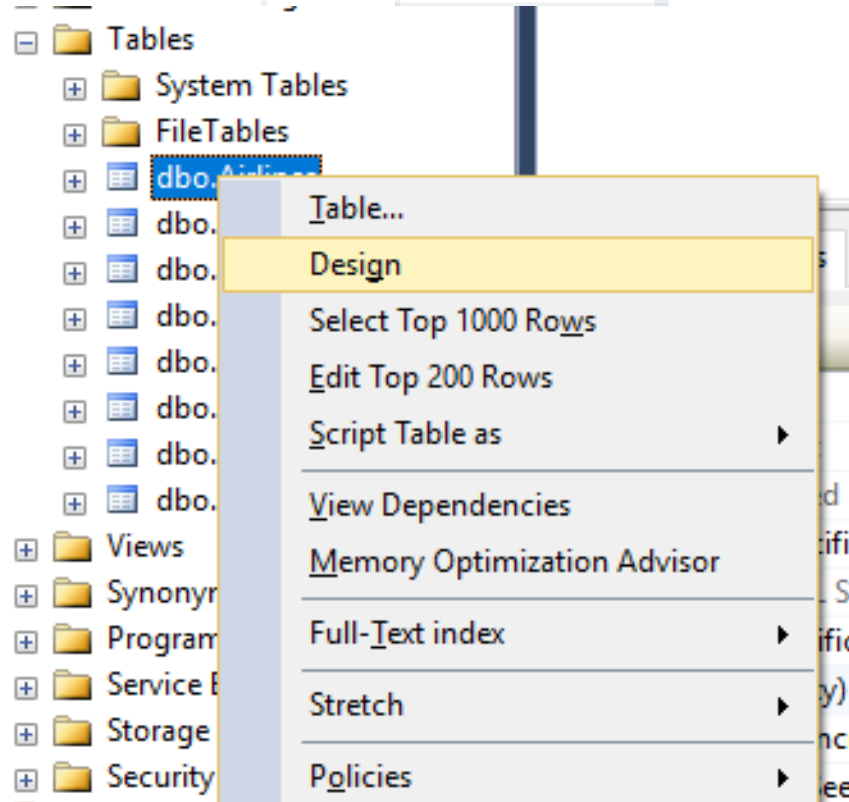 Tables
System Tables
FileTables
dbo.Airlines
dbo.
dbo.
dbo.
dbo.
dbo.
dbo.
dbo.
Views
Synonyr
Program
Service
Storage
Security
Table...
Design
Select Top 1000 Rows
Edit Top 200 Rows
Script Table as
View Dependencies
Memory Optimization Advisor
Full-Text index
Stretch
Policies